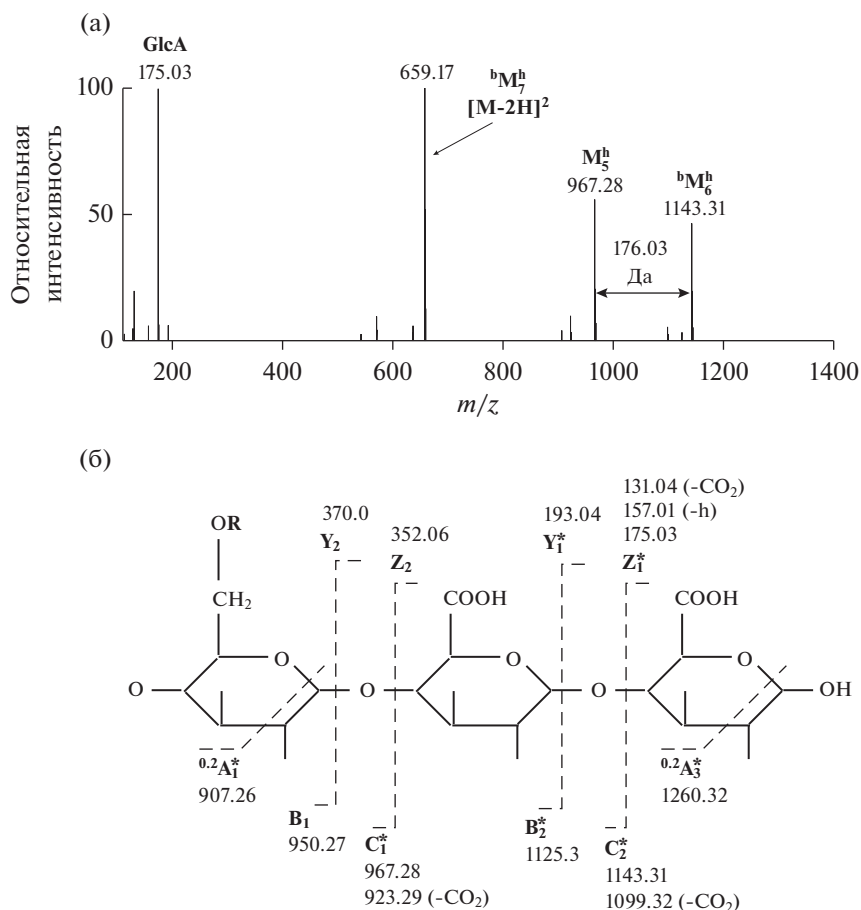 (а)
GlcA
175.03
659.17
ᵇM₇ʰ
[M-2H]²
M₅ʰ
967.28
ᵇM₆ʰ
1143.31
176.03
Да
100
50
0
Относительная
интенсивность
200 400 600 800 1000 1200 1400
m/z
(б)
131.04 (-CO₂)
157.01 (-h)
175.03
Z₁*
370.0
Y₂
352.06
Z₂
193.04
Y₁*
OR
CH₂
COOH
COOH
O
O
O
O
O
O
OH
⁰·²A₁*
907.26
B₁
950.27
C₁*
967.28
923.29 (-CO₂)
B₂*
1125.3
⁰·²A₃*
1260.32
C₂*
1143.31
1099.32 (-CO₂)